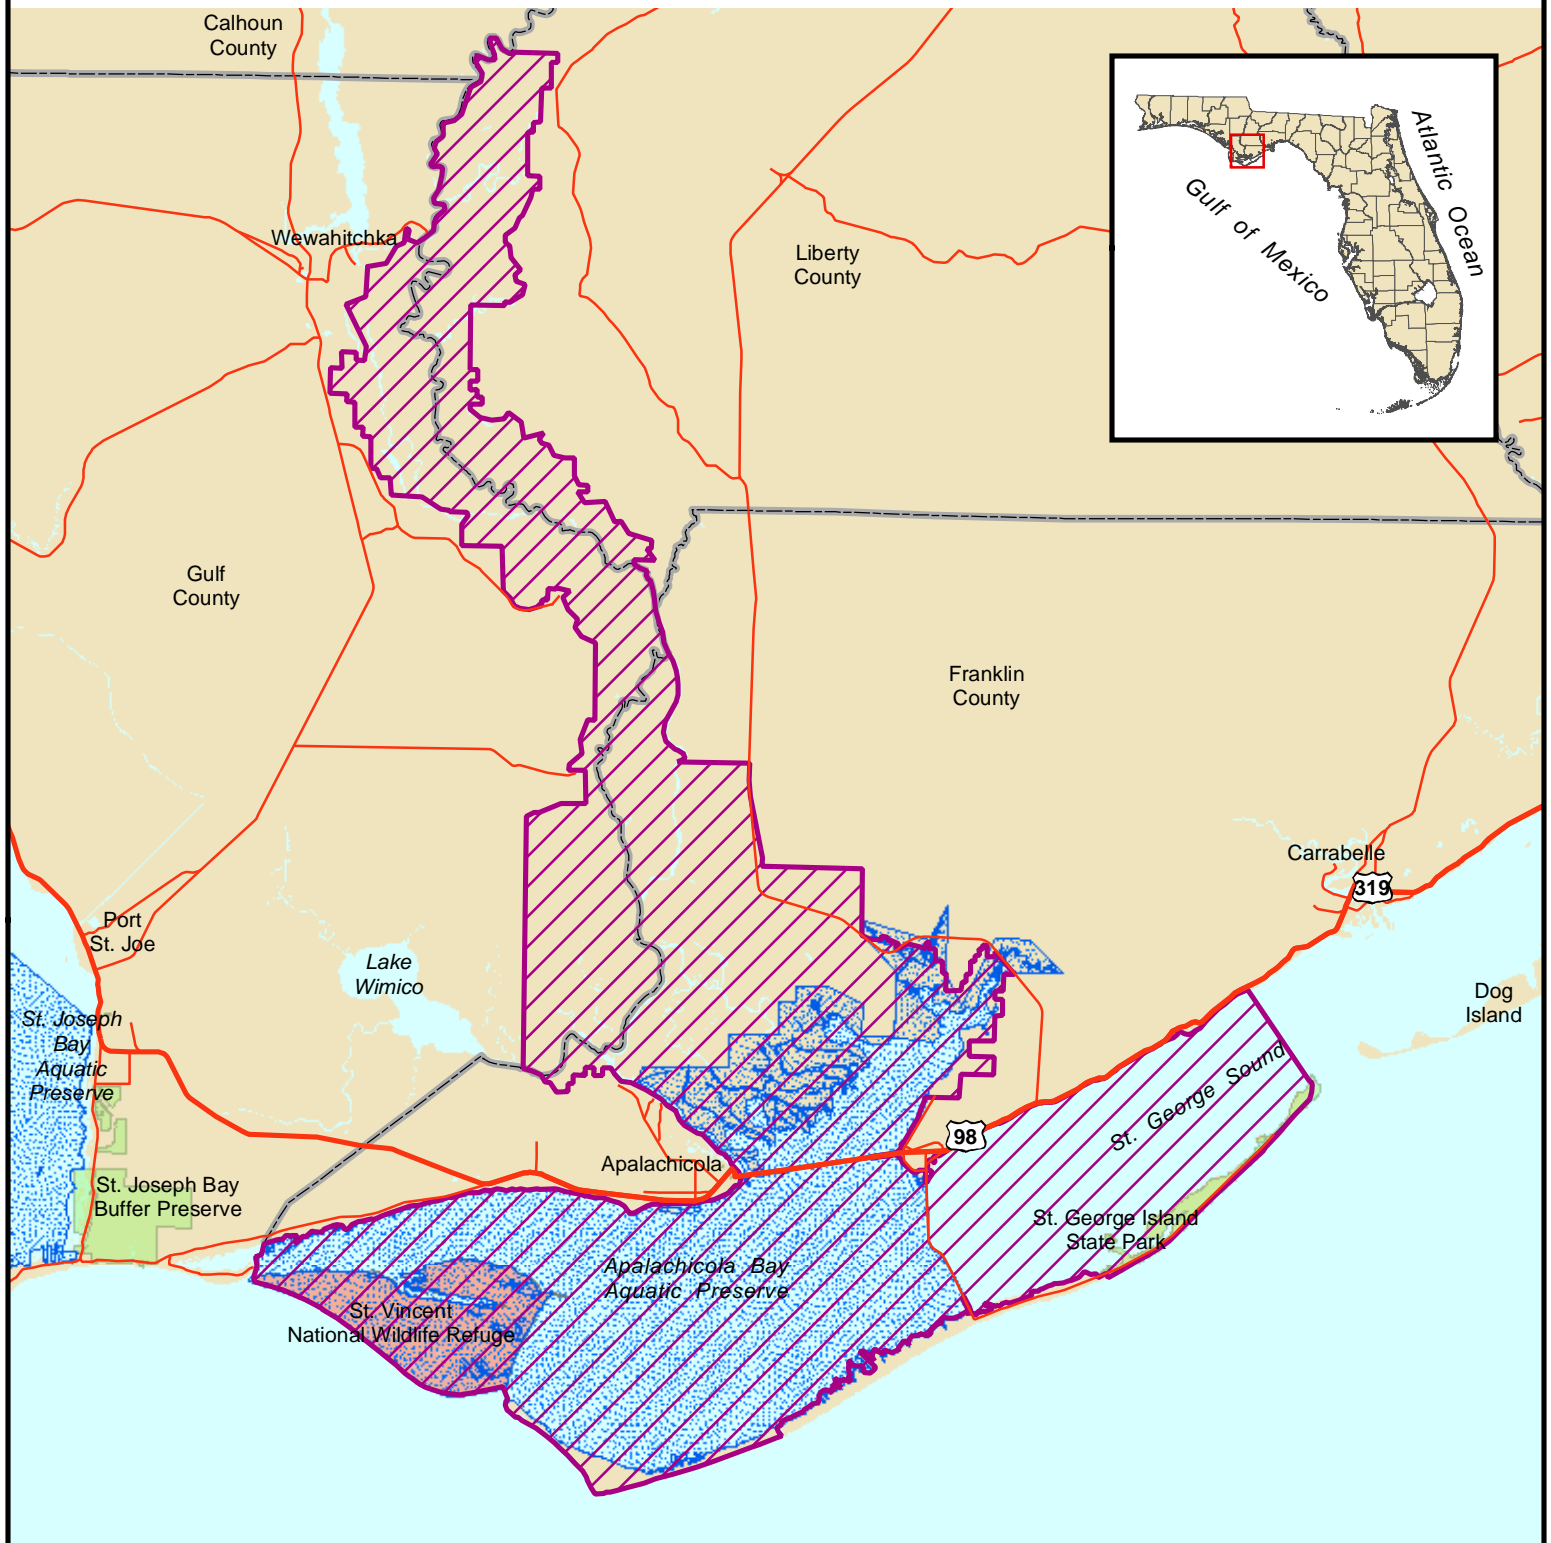 Calhoun
County
Atlantic Ocean
Gulf of Mexico
Wewahitchka
Liberty
County
Gulf
County
Franklin
County
Carrabelle
319
Port
St. Joe
Lake
Wimico
Dog
Island
St. Joseph
Bay
Aquatic
Preserve
St. George Sound
98
Apalachicola
St. Joseph Bay
Buffer Preserve
St. George Island
State Park
Apalachicola Bay
Aquatic Preserve
St. Vincent
National Wildlife Refuge